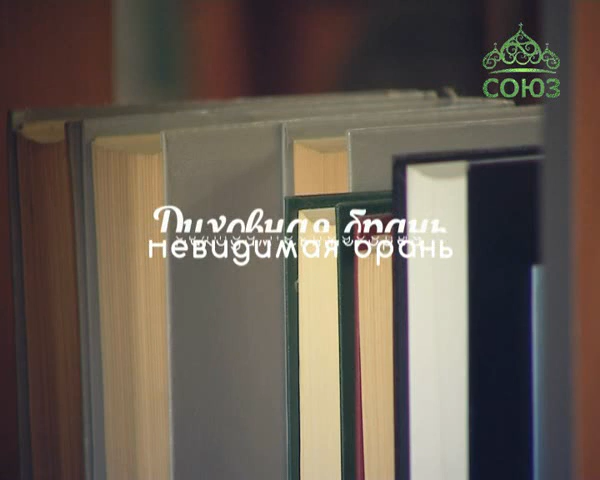 СОЮЗ
Духовная брань
невидимая брань